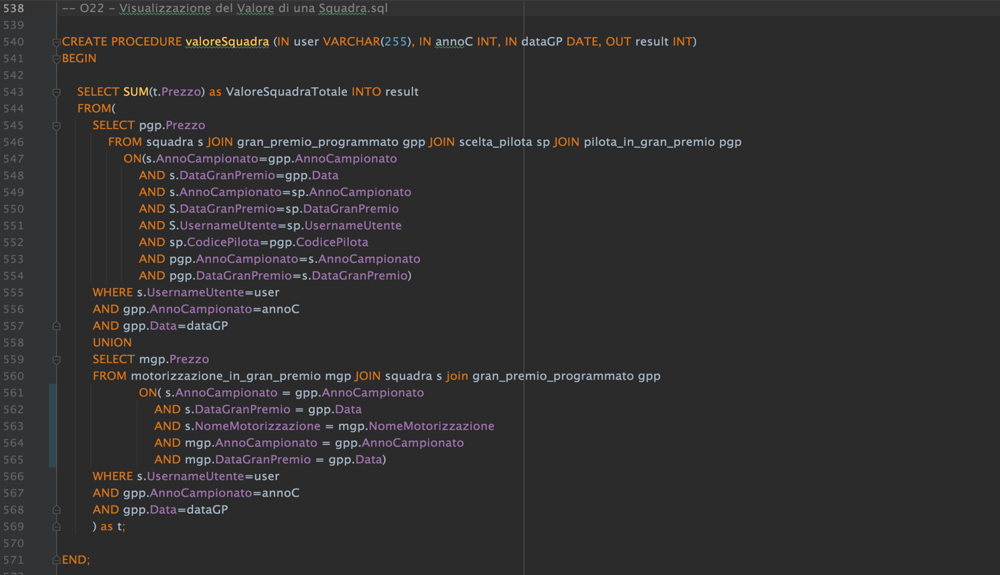 538 -- O22 - Visualizzazione del Valore di una Squadra.sql
539
540 CREATE PROCEDURE valoreSquadra (IN user VARCHAR(255), IN annoC INT, IN dataGP DATE, OUT result INT)
541 BEGIN
542
543 SELECT SUM(t.Prezzo) as ValoreSquadraTotale INTO result
544 FROM(
545 SELECT pgp.Prezzo
546 FROM squadra s JOIN gran_premio_programmato gpp JOIN scelta_pilota sp JOIN pilota_in_gran_premio pgp
547 ON(s.AnnoCampionato=gpp.AnnoCampionato
548 AND s.DataGranPremio=gpp.Data
549 AND s.AnnoCampionato=sp.AnnoCampionato
550 AND S.DataGranPremio=sp.DataGranPremio
551 AND S.UsernameUtente=sp.UsernameUtente
552 AND sp.CodicePilota=pgp.CodicePilota
553 AND pgp.AnnoCampionato=s.AnnoCampionato
554 AND pgp.DataGranPremio=s.DataGranPremio)
555 WHERE s.UsernameUtente=user
556 AND gpp.AnnoCampionato=annoC
557 AND gpp.Data=dataGP
558 UNION
559 SELECT mgp.Prezzo
560 FROM motorizzazione_in_gran_premio mgp JOIN squadra s join gran_premio_programmato gpp
561 ON( s.AnnoCampionato = gpp.AnnoCampionato
562 AND s.DataGranPremio = gpp.Data
563 AND s.NomeMotorizzazione = mgp.NomeMotorizzazione
564 AND mgp.AnnoCampionato = gpp.AnnoCampionato
565 AND mgp.DataGranPremio = gpp.Data)
566 WHERE s.UsernameUtente=user
567 AND gpp.AnnoCampionato=annoC
568 AND gpp.Data=dataGP
569 ) as t;
570
571 END;